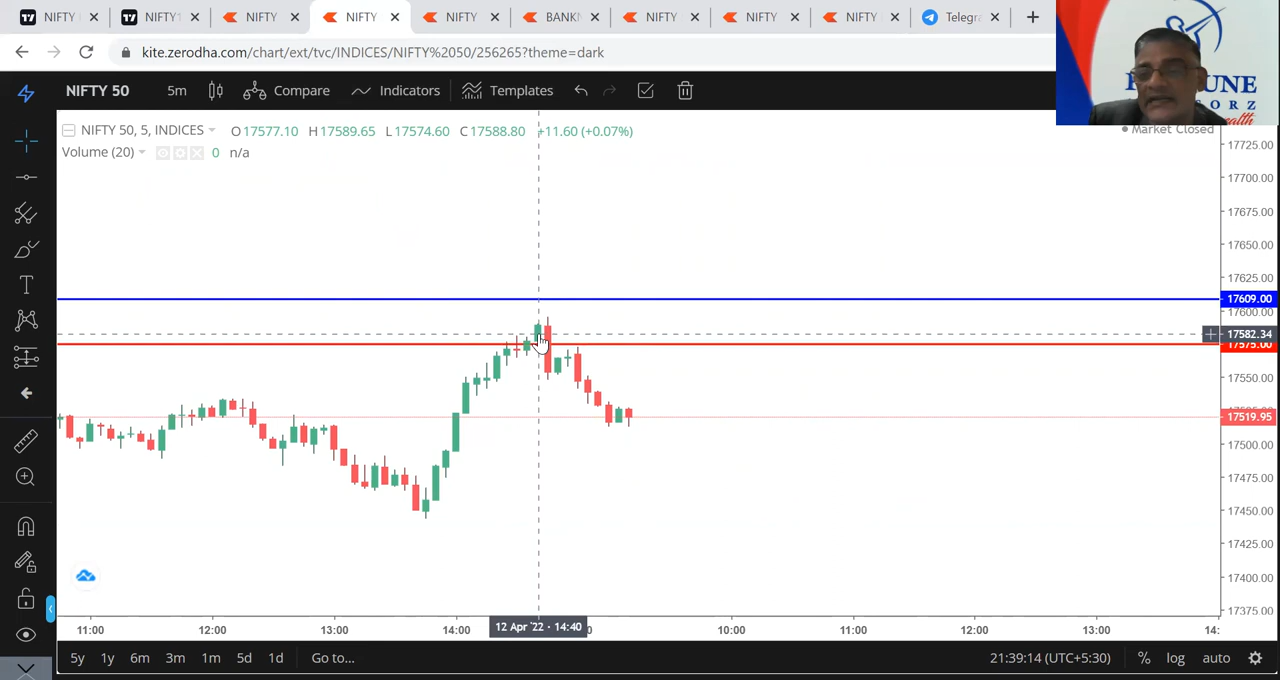 NIFTY
NIFTY
NIFTY
NIFTY
NIFTY
BANKN
NIFTY
NIFTY
NIFTY
Telegra
kite.zerodha.com/chart/ext/tvc/INDICES/NIFTY%2050/256265?theme=dark
UNE
ORZ
NIFTY 50 5m Compare Indicators Templates
NIFTY 50, 5, INDICES O17577.10 H17589.65 L17574.60 C17588.80 +11.60 (+0.07%)
Market Closed
Volume (20) 0 n/a
17725.00
17700.00
17675.00
17650.00
17625.00
17609.00
17600.00
17582.34
17575.00
17550.00
17519.95
17500.00
17475.00
17450.00
17425.00
17400.00
17375.00
11:00 12:00 13:00 14:00 12 Apr '22 · 14:40 10:00 11:00 12:00 13:00 14:
5y 1y 6m 3m 1m 5d 1d Go to... 21:39:14 (UTC+5:30) % log auto